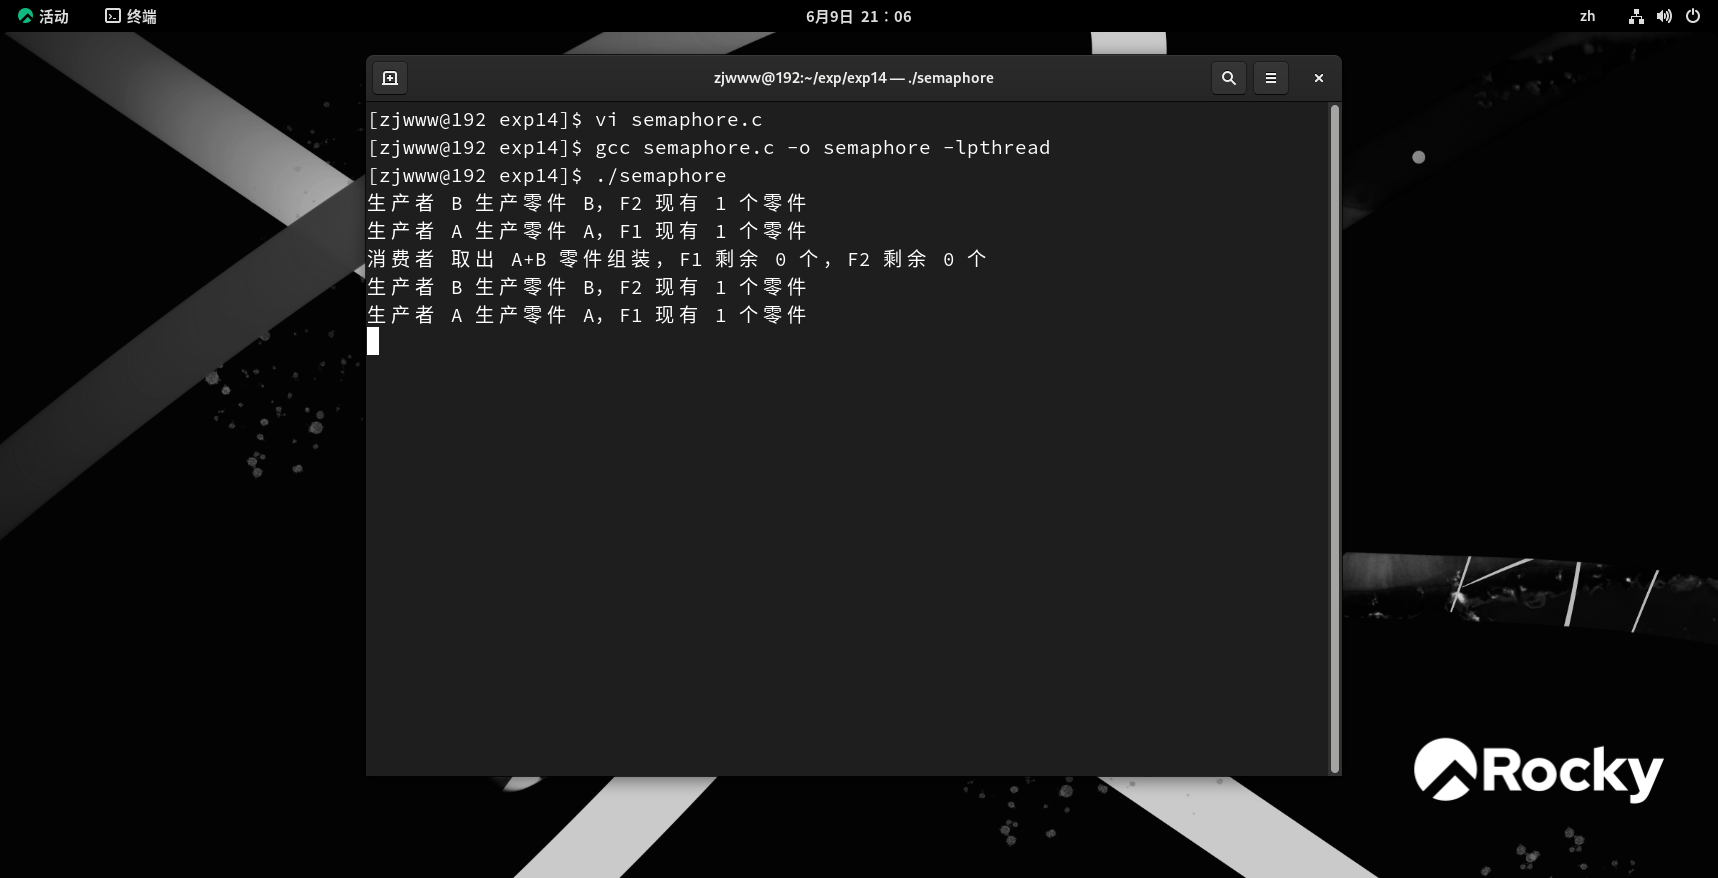 活动 终端 6月9日 21：06 zh
zjwww@192:~/exp/exp14 — ./semaphore
[zjwww@192 exp14]$ vi semaphore.c
[zjwww@192 exp14]$ gcc semaphore.c -o semaphore -lpthread
[zjwww@192 exp14]$ ./semaphore
生产者 B 生产零件 B，F2 现有 1 个零件
生产者 A 生产零件 A，F1 现有 1 个零件
消费者 取出 A+B 零件组装，F1 剩余 0 个，F2 剩余 0 个
生产者 B 生产零件 B，F2 现有 1 个零件
生产者 A 生产零件 A，F1 现有 1 个零件
Rocky